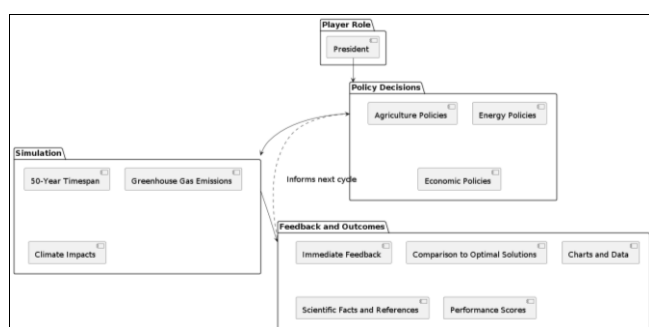 Player Role
President
Policy Decisions
Agriculture Policies
Energy Policies
Economic Policies
Simulation
50-Year Timespan
Greenhouse Gas Emissions
Climate Impacts
Informs next cycle
Feedback and Outcomes
Immediate Feedback
Comparison to Optimal Solutions
Charts and Data
Scientific Facts and References
Performance Scores